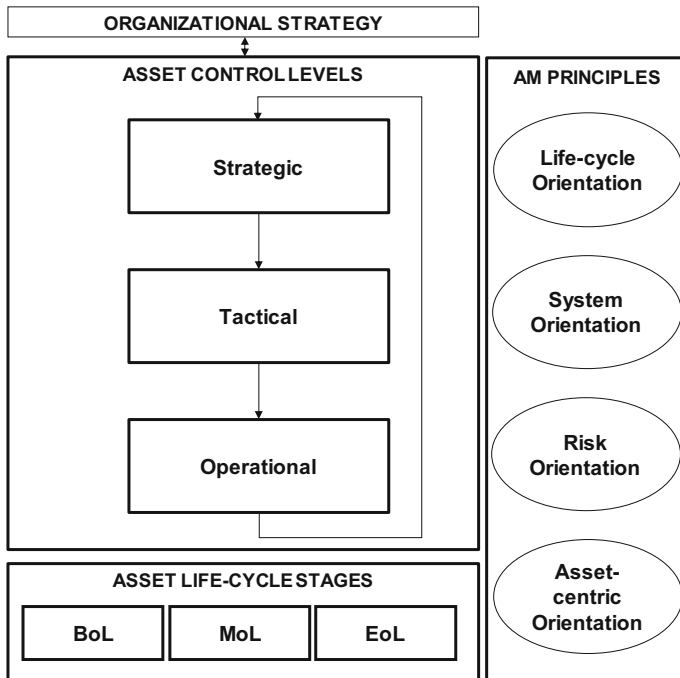 ORGANIZATIONAL STRATEGY
ASSET CONTROL LEVELS
Strategic
Tactical
Operational
ASSET LIFE-CYCLE STAGES
BoL
MoL
EoL
AM PRINCIPLES
Life-cycle
Orientation
System
Orientation
Risk
Orientation
Asset-
centric
Orientation